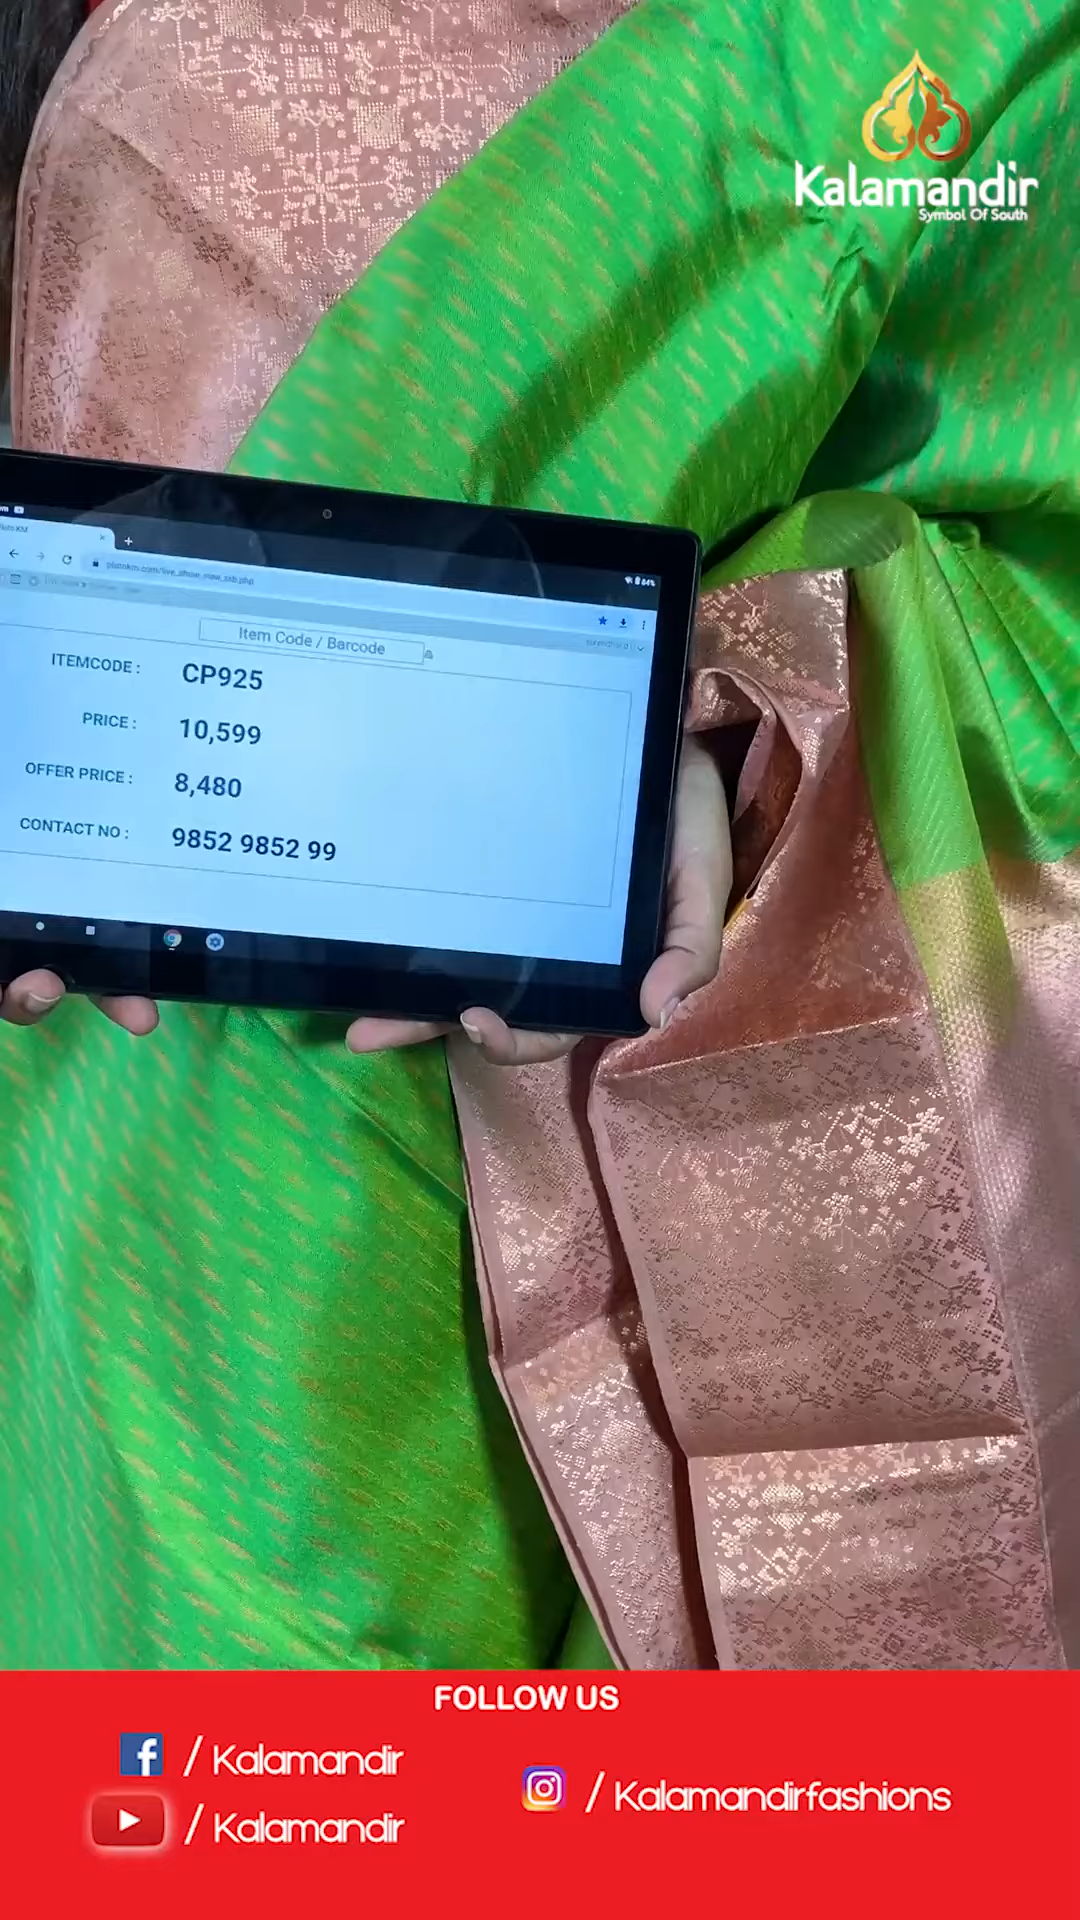 Kalamandir
Symbol Of South
Item Code / Barcode
ITEMCODE : CP925
PRICE : 10,599
OFFER PRICE : 8,480
CONTACT NO : 9852 9852 99
FOLLOW US
/ Kalamandir
/ Kalamandir
/ Kalamandirfashions